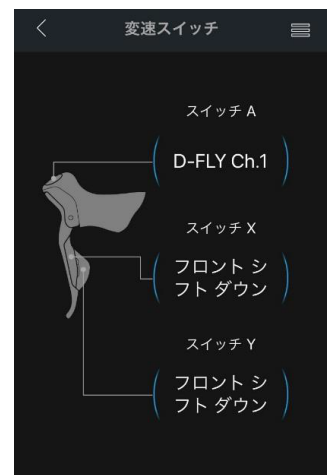 変速スイッチ
スイッチ A
D-FLY Ch.1
スイッチ X
フロント シ
フト ダウン
スイッチ Y
フロント シ
フト ダウン